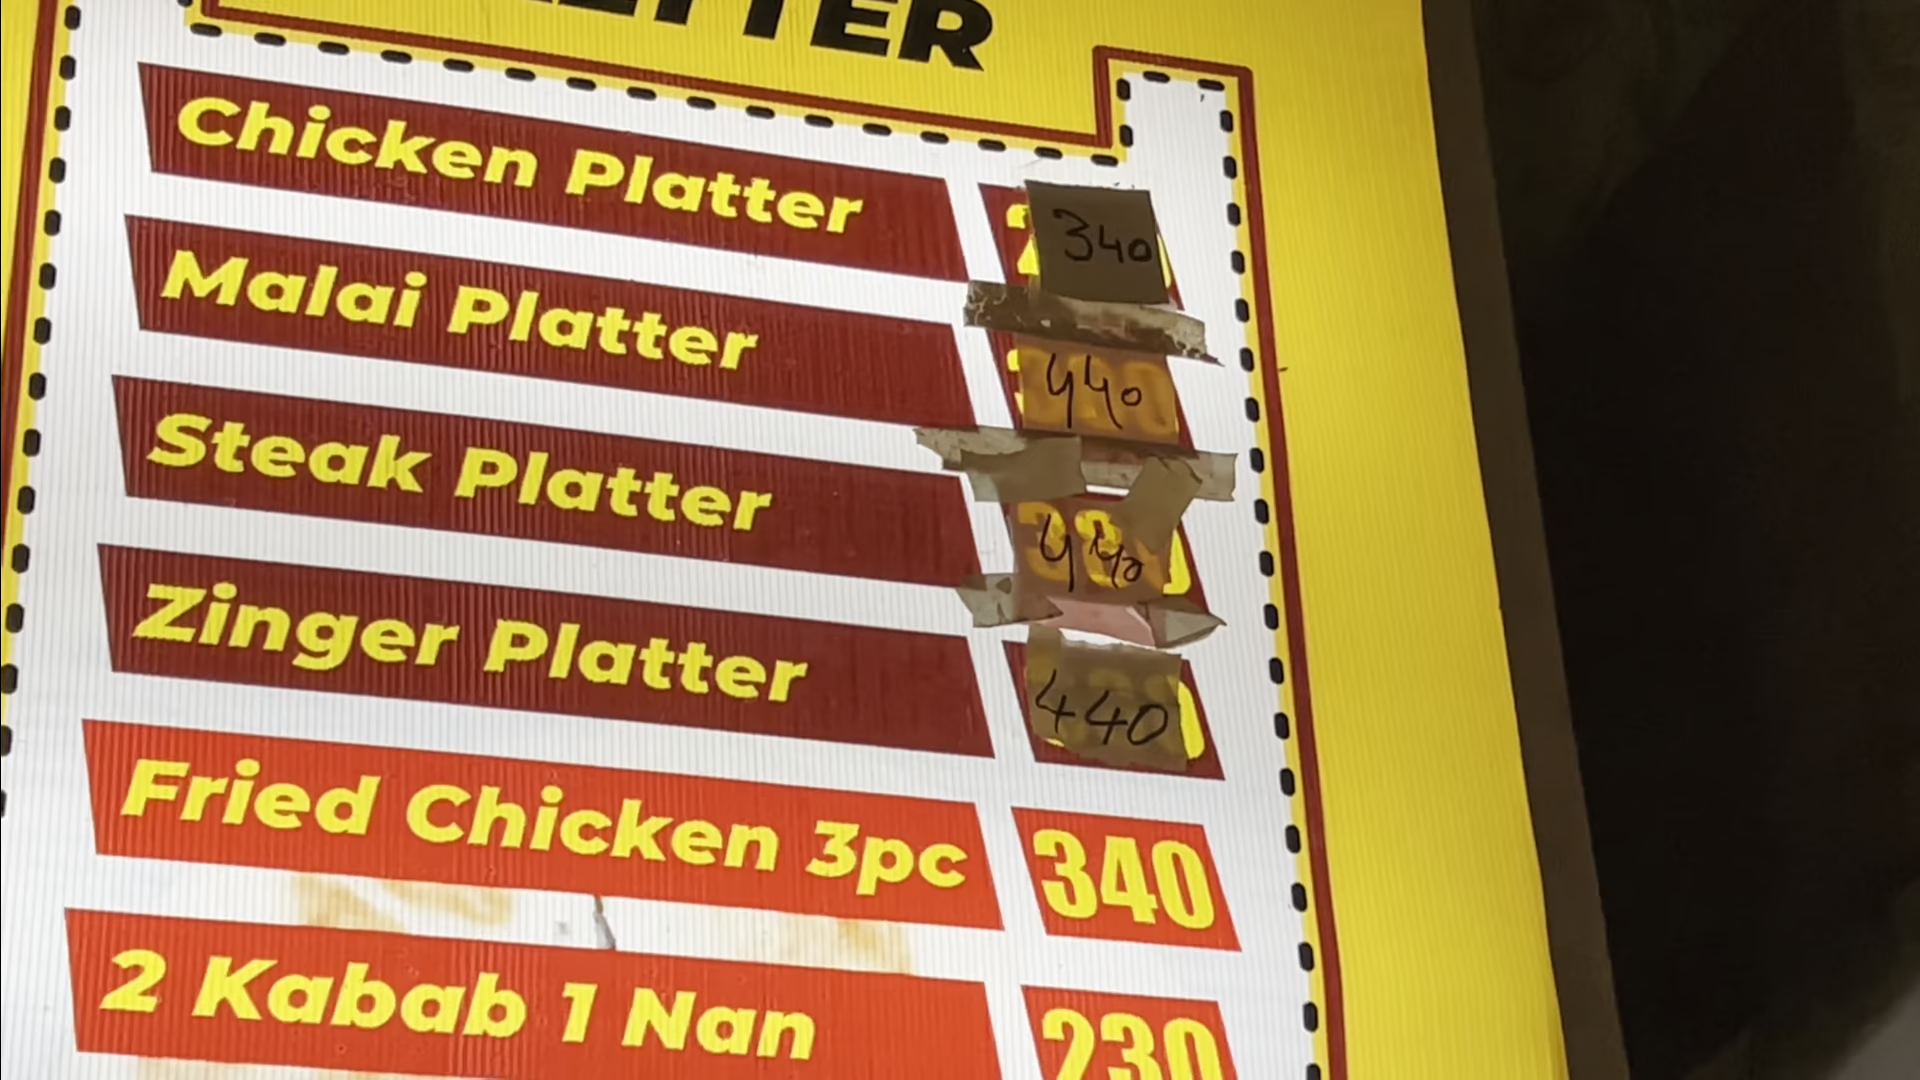 Chicken Platter 340
Malai Platter 440
Steak Platter 440
Zinger Platter 440
Fried Chicken 3pc 340
2 Kabab 1 Nan 230